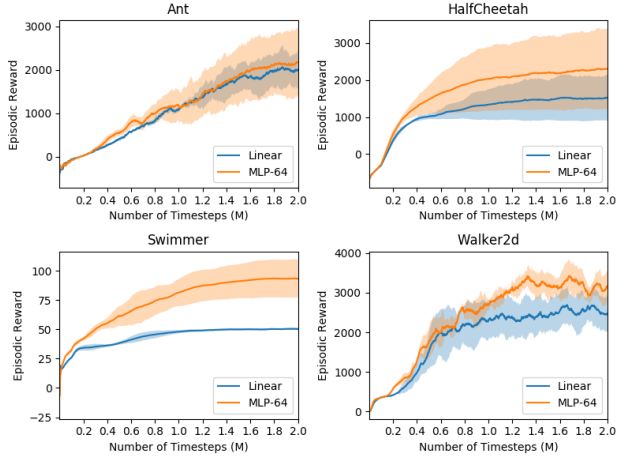 Ant
Episodic Reward
3000
2000
1000
0
0.2 0.4 0.6 0.8 1.0 1.2 1.4 1.6 1.8 2.0
Number of Timesteps (M)
Linear
MLP-64
HalfCheetah
Episodic Reward
3000
2000
1000
0
0.2 0.4 0.6 0.8 1.0 1.2 1.4 1.6 1.8 2.0
Number of Timesteps (M)
Linear
MLP-64
Swimmer
Episodic Reward
100
75
50
25
0
−25
0.2 0.4 0.6 0.8 1.0 1.2 1.4 1.6 1.8 2.0
Number of Timesteps (M)
Linear
MLP-64
Walker2d
Episodic Reward
4000
3000
2000
1000
0
0.2 0.4 0.6 0.8 1.0 1.2 1.4 1.6 1.8 2.0
Number of Timesteps (M)
Linear
MLP-64